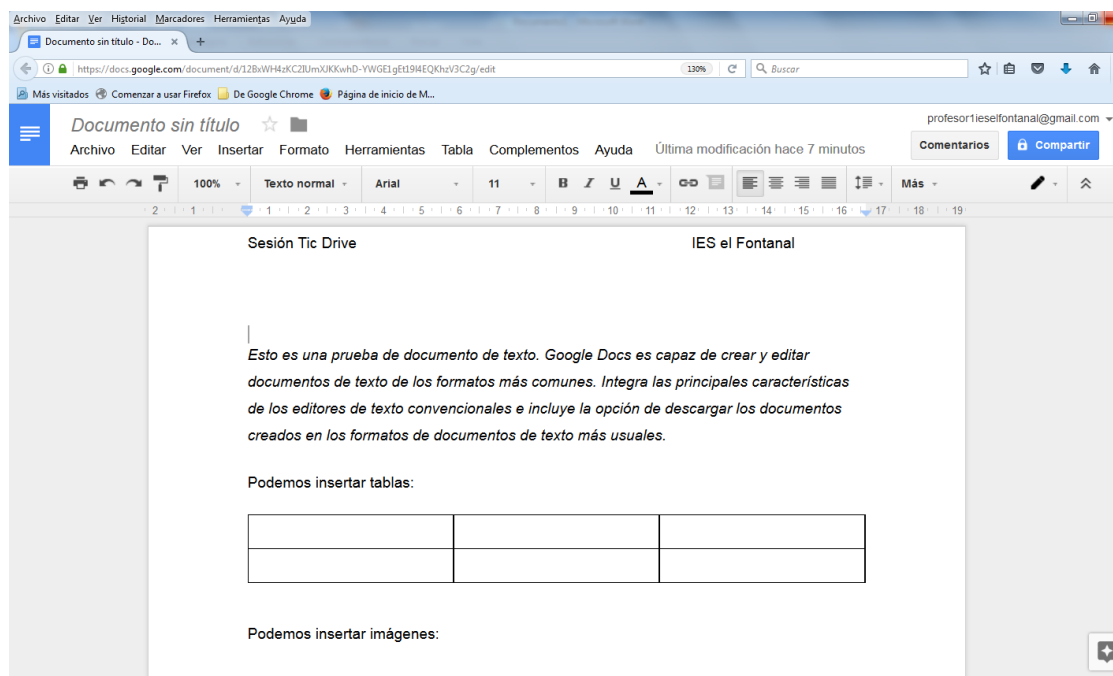 Archivo Editar Ver Historial Marcadores Herramientas Ayuda
Documento sin título - Do... × +
https://docs.google.com/document/d/12BxWH4zKC2IUmXJKKwhD-YWGE1gEt19I4EQKhzV3C2g/edit 130% Buscar
Más visitados Comenzar a usar Firefox De Google Chrome Página de inicio de M...
Documento sin título
profesor1ieselfontanal@gmail.com
Archivo Editar Ver Insertar Formato Herramientas Tabla Complementos Ayuda Última modificación hace 7 minutos Comentarios Compartir
100% Texto normal Arial 11 B I U A Más
2 1 1 2 3 4 5 6 7 8 9 10 11 12 13 14 15 16 17 18 19
Sesión Tic Drive IES el Fontanal
Esto es una prueba de documento de texto. Google Docs es capaz de crear y editar
documentos de texto de los formatos más comunes. Integra las principales características
de los editores de texto convencionales e incluye la opción de descargar los documentos
creados en los formatos de documentos de texto más usuales.
Podemos insertar tablas:
Podemos insertar imágenes: